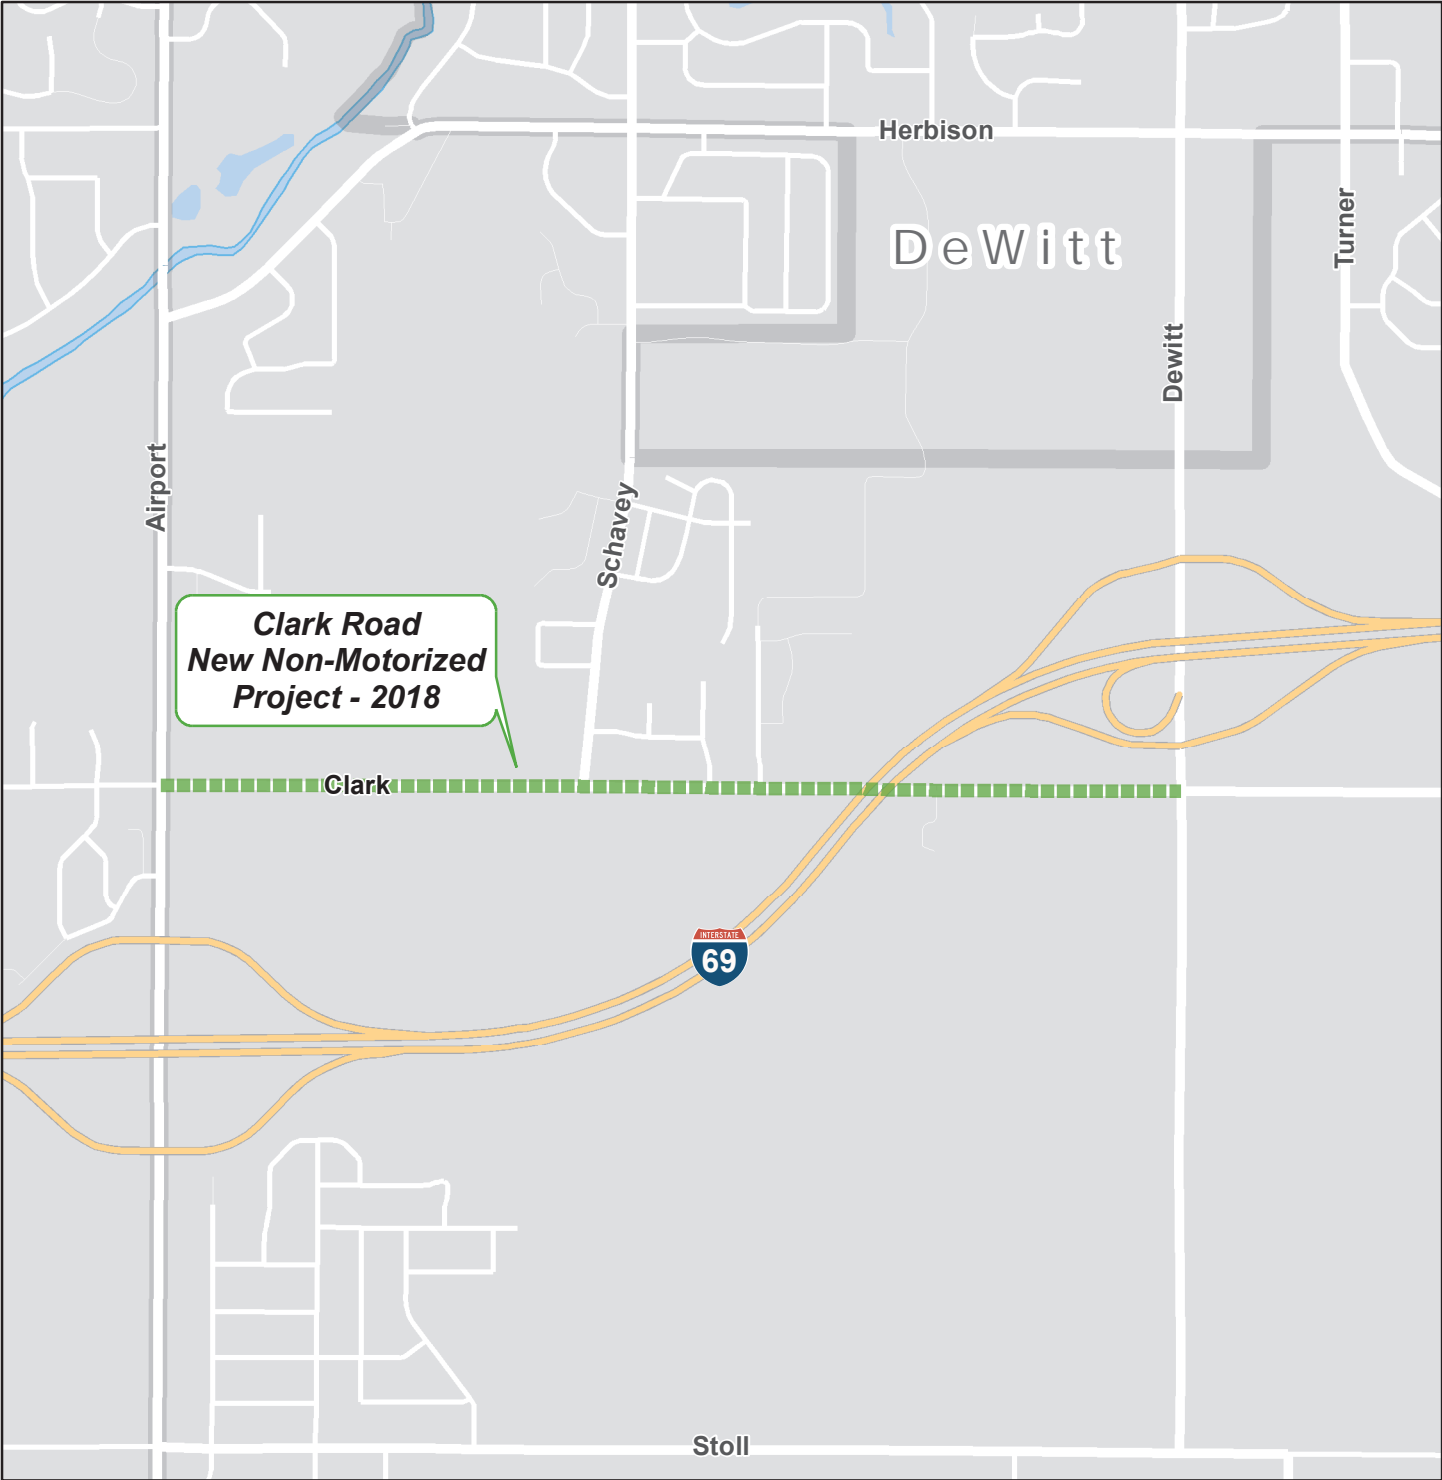 Herbison
DeWitt
Turner
Dewitt
Airport
Schavey
Clark Road
New Non-Motorized
Project - 2018
Clark
INTERSTATE
69
Stoll